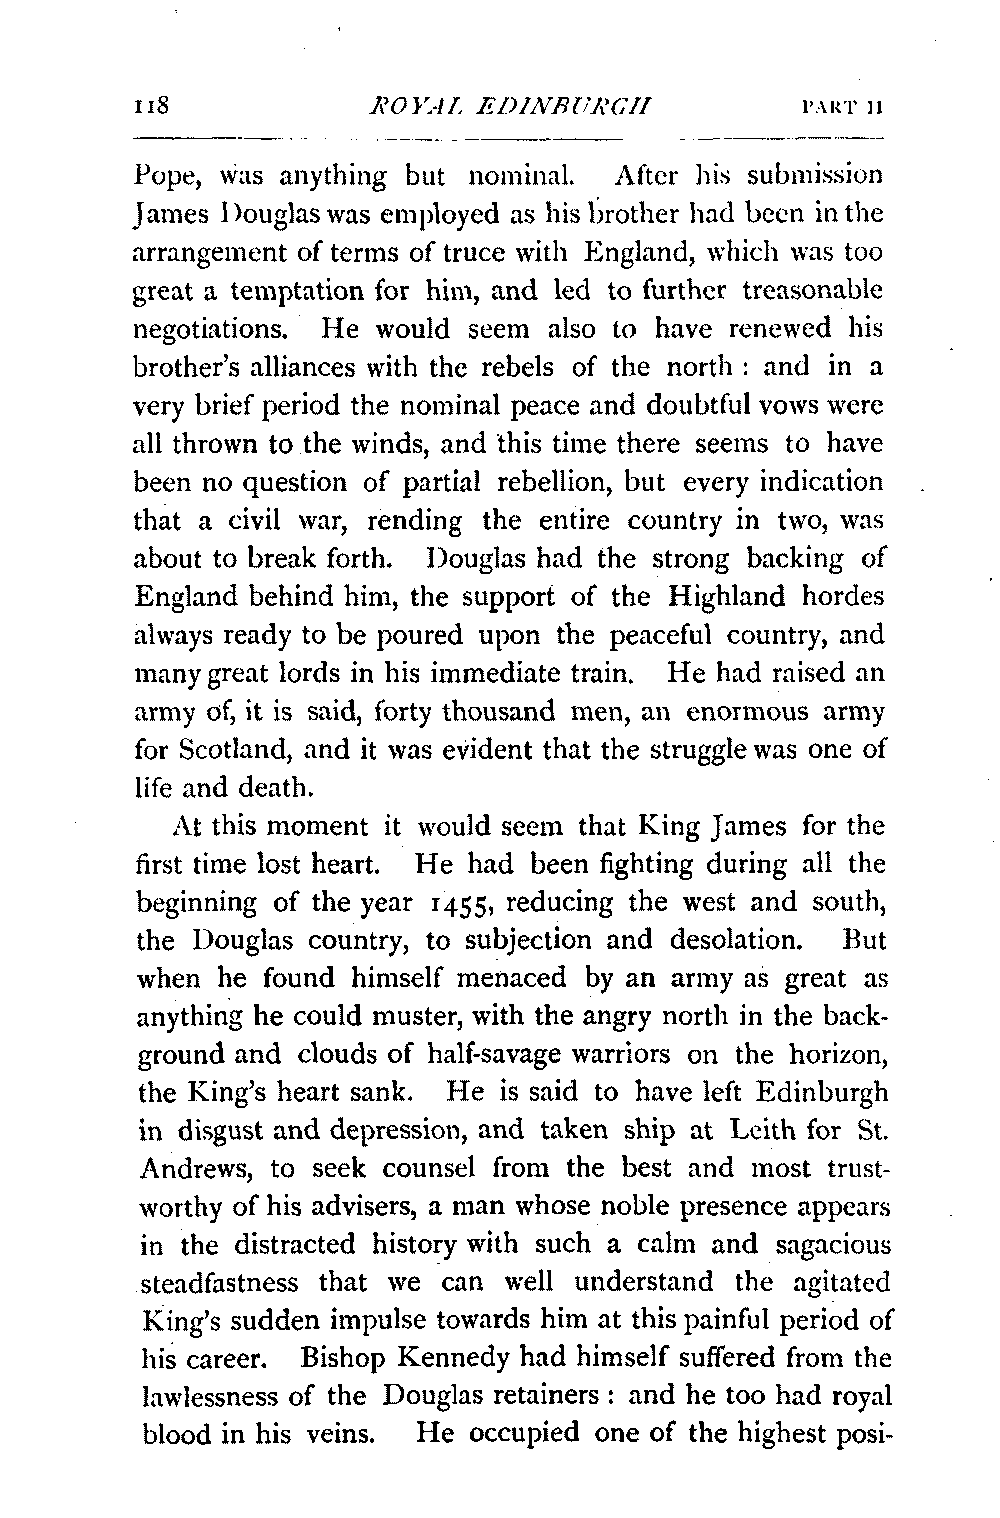 118 ROYAL EDINBURGH PART II
Pope, was anything but nominal. After his submission
James Douglas was employed as his brother had been in the
arrangement of terms of truce with England, which was too
great a temptation for him, and led to further treasonable
negotiations. He would seem also to have renewed his
brother's alliances with the rebels of the north : and in a
very brief period the nominal peace and doubtful vows were
all thrown to the winds, and this time there seems to have
been no question of partial rebellion, but every indication
that a civil war, rending the entire country in two, was
about to break forth. Douglas had the strong backing of
England behind him, the support of the Highland hordes
always ready to be poured upon the peaceful country, and
many great lords in his immediate train. He had raised an
army of, it is said, forty thousand men, an enormous army
for Scotland, and it was evident that the struggle was one of
life and death.
At this moment it would seem that King James for the
first time lost heart. He had been fighting during all the
beginning of the year 1455, reducing the west and south,
the Douglas country, to subjection and desolation. But
when he found himself menaced by an army as great as
anything he could muster, with the angry north in the back-
ground and clouds of half-savage warriors on the horizon,
the King's heart sank. He is said to have left Edinburgh
in disgust and depression, and taken ship at Leith for St.
Andrews, to seek counsel from the best and most trust-
worthy of his advisers, a man whose noble presence appears
in the distracted history with such a calm and sagacious
steadfastness that we can well understand the agitated
King's sudden impulse towards him at this painful period of
his career. Bishop Kennedy had himself suffered from the
lawlessness of the Douglas retainers : and he too had royal
blood in his veins. He occupied one of the highest posi-